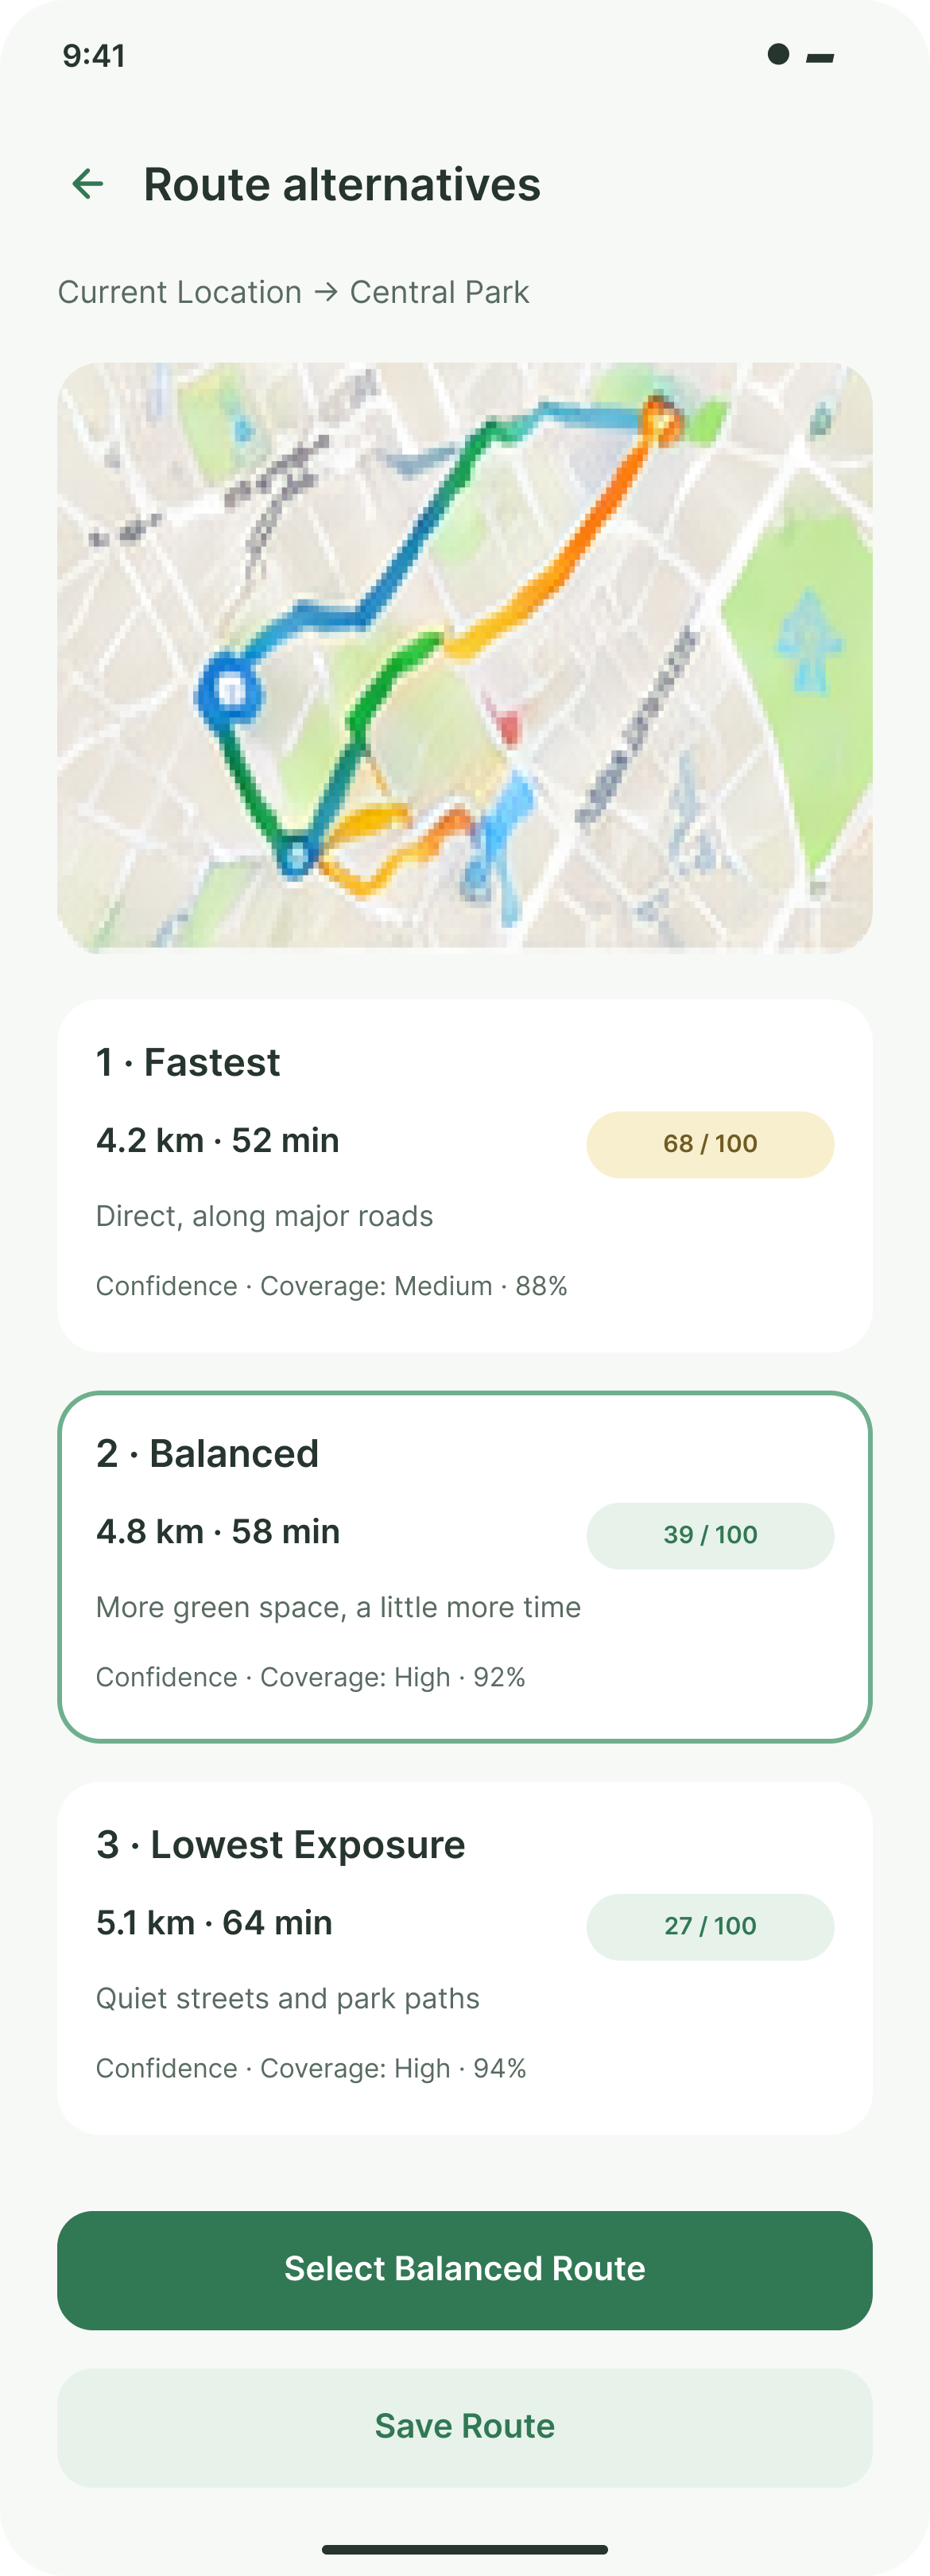 9:41
Route alternatives
Current Location → Central Park
1 · Fastest
4.2 km · 52 min
68 / 100
Direct, along major roads
Confidence · Coverage: Medium · 88%
2 · Balanced
4.8 km · 58 min
39 / 100
More green space, a little more time
Confidence · Coverage: High · 92%
3 · Lowest Exposure
5.1 km · 64 min
27 / 100
Quiet streets and park paths
Confidence · Coverage: High · 94%
Select Balanced Route
Save Route